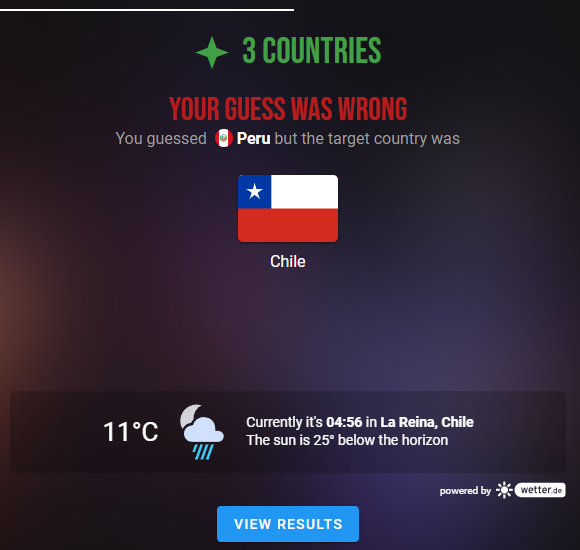 3 COUNTRIES
YOUR GUESS WAS WRONG
You guessed Peru but the target country was
Chile
11°C
Currently it's 04:56 in La Reina, Chile
The sun is 25° below the horizon
powered by wetter.de
VIEW RESULTS